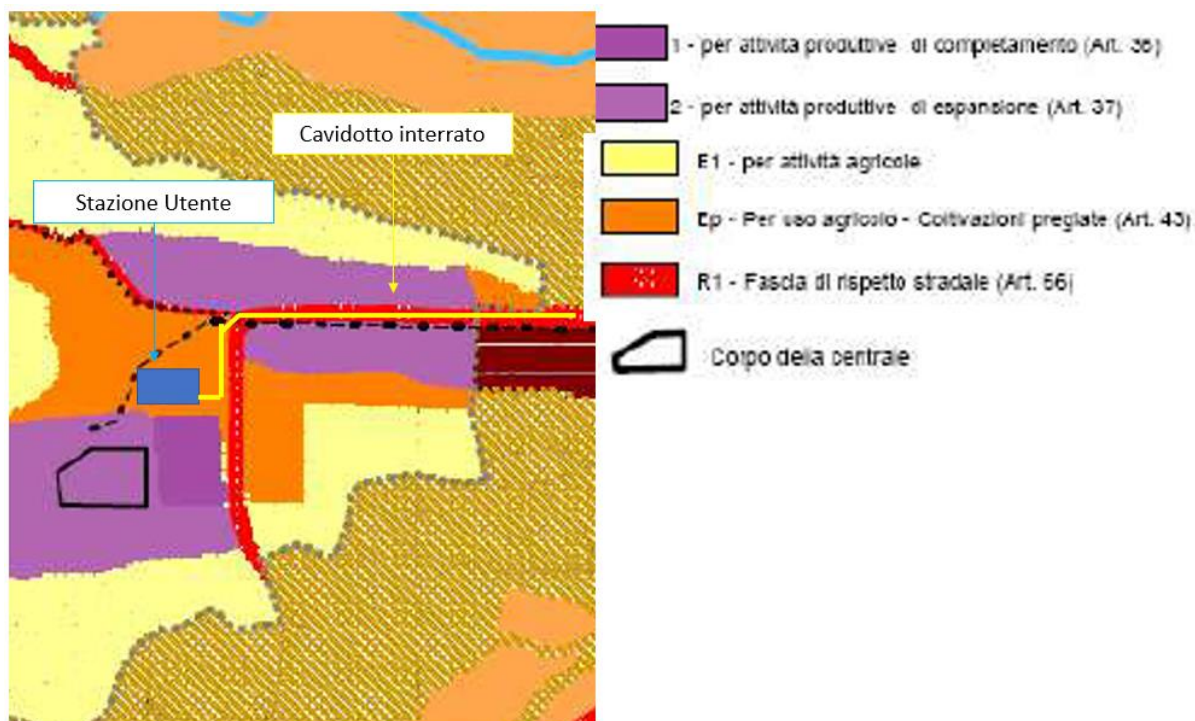 Cavidotto interrato
Stazione Utente
1 - per attività produttive di completamento (Art. 36)
2 - per attività produttive di espansione (Art. 37)
E1 - per attività agricole
Ep - Per uso agricolo - Coltivazioni pregiate (Art. 43)
R1 - Fascia di rispetto stradale (Art. 56)
Corpo della centrale